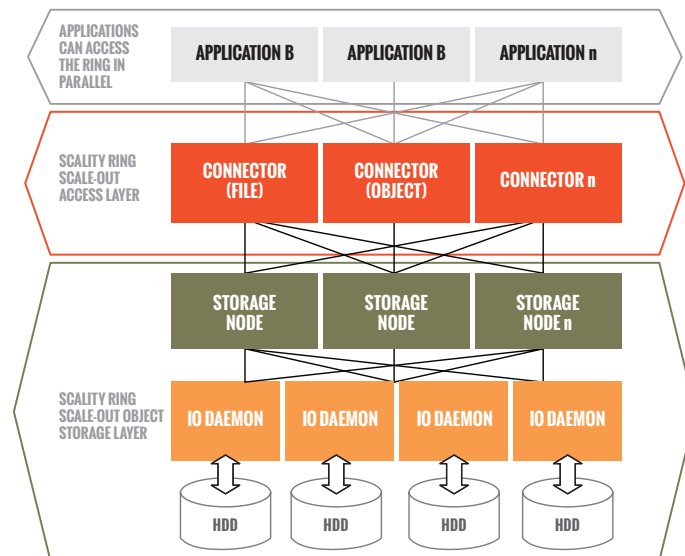 APPLICATIONS
CAN ACCESS
THE RING IN
PARALLEL
APPLICATION B
APPLICATION B
APPLICATION n
SCALITY RING
SCALE-OUT
ACCESS LAYER
CONNECTOR
(FILE)
CONNECTOR
(OBJECT)
CONNECTOR n
STORAGE
NODE
STORAGE
NODE
STORAGE
NODE n
SCALITY RING
SCALE-OUT OBJECT
STORAGE LAYER
IO DAEMON
IO DAEMON
IO DAEMON
IO DAEMON
HDD
HDD
HDD
HDD